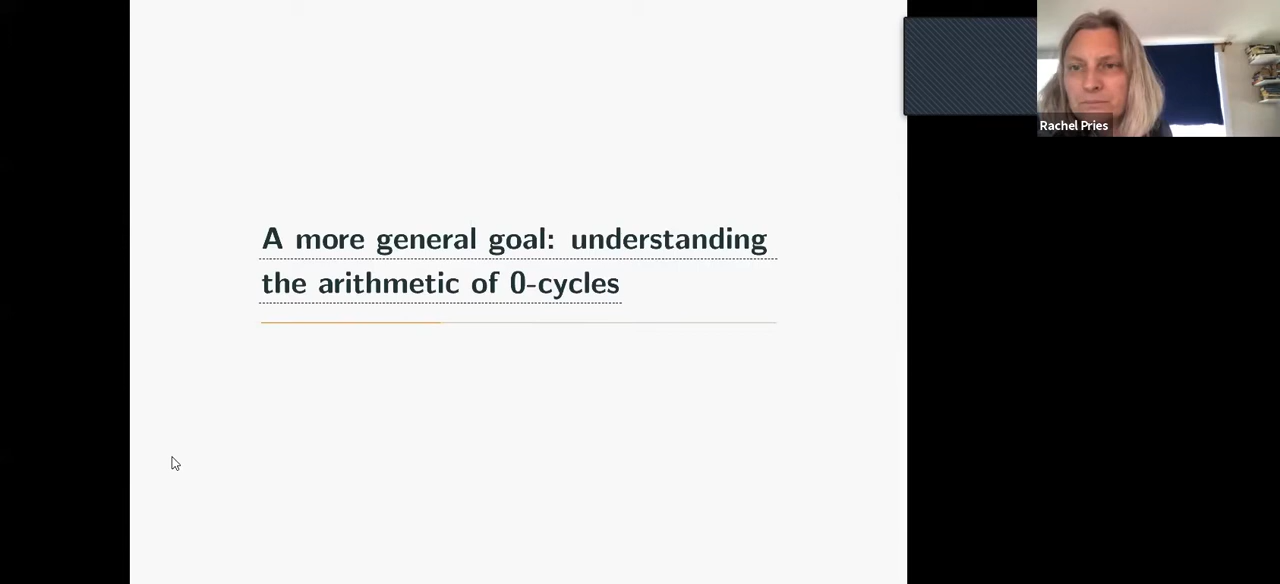 A more general goal: understanding
the arithmetic of 0-cycles
Rachel Pries